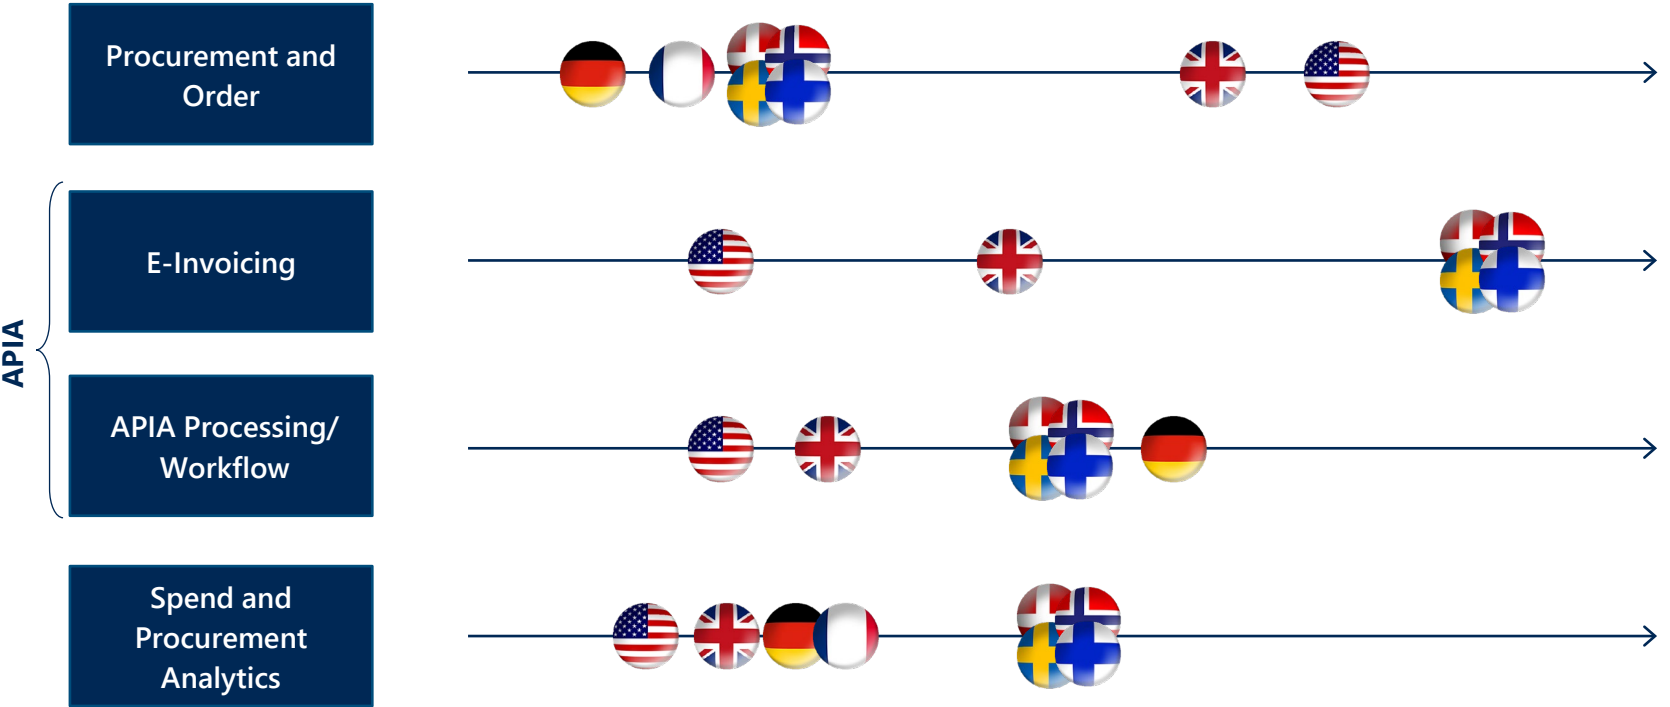 Procurement and
Order
APIA
E-Invoicing
APIA Processing/
Workflow
Spend and
Procurement
Analytics